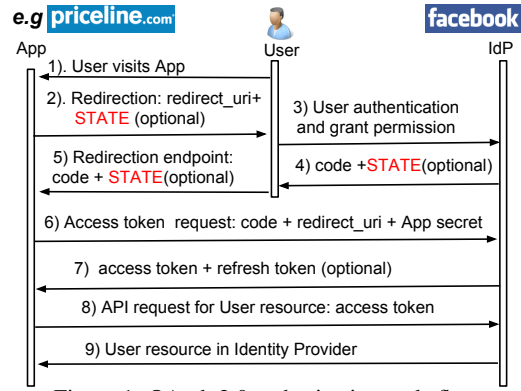 e.g priceline.com
facebook
App
User
IdP
1). User visits App
2). Redirection: redirect_uri+
STATE (optional)
3) User authentication
and grant permission
4) code +STATE(optional)
5) Redirection endpoint:
code + STATE(optional)
6) Access token request: code + redirect_uri + App secret
7) access token + refresh token (optional)
8) API request for User resource: access token
9) User resource in Identity Provider